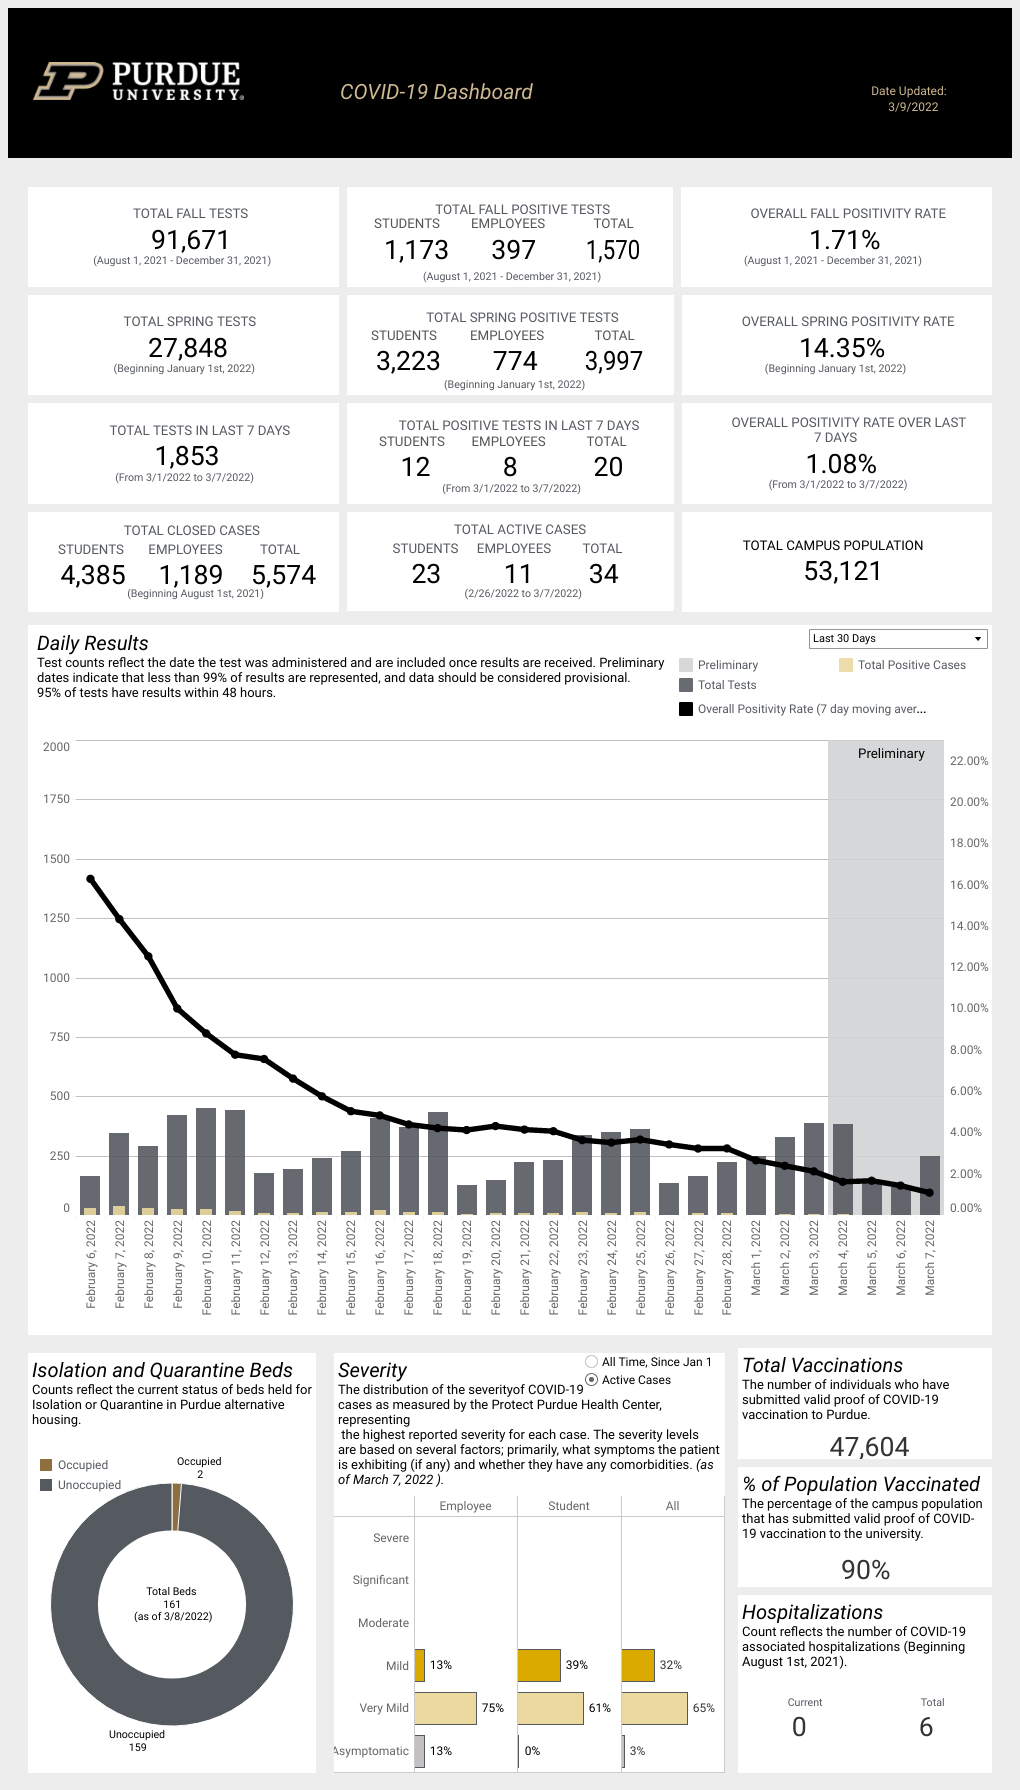 PURDUE
UNIVERSITY®
COVID-19 Dashboard
Date Updated:
3/9/2022
TOTAL FALL TESTS
91,671
(August 1, 2021 - December 31, 2021)
TOTAL FALL POSITIVE TESTS
STUDENTS EMPLOYEES TOTAL
1,173 397 1,570
(August 1, 2021 - December 31, 2021)
OVERALL FALL POSITIVITY RATE
1.71%
(August 1, 2021 - December 31, 2021)
TOTAL SPRING TESTS
27,848
(Beginning January 1st, 2022)
TOTAL SPRING POSITIVE TESTS
STUDENTS EMPLOYEES TOTAL
3,223 774 3,997
(Beginning January 1st, 2022)
OVERALL SPRING POSITIVITY RATE
14.35%
(Beginning January 1st, 2022)
TOTAL TESTS IN LAST 7 DAYS
1,853
(From 3/1/2022 to 3/7/2022)
TOTAL POSITIVE TESTS IN LAST 7 DAYS
STUDENTS EMPLOYEES TOTAL
12 8 20
(From 3/1/2022 to 3/7/2022)
OVERALL POSITIVITY RATE OVER LAST
7 DAYS
1.08%
(From 3/1/2022 to 3/7/2022)
TOTAL CLOSED CASES
STUDENTS EMPLOYEES TOTAL
4,385 1,189 5,574
(Beginning August 1st, 2021)
TOTAL ACTIVE CASES
STUDENTS EMPLOYEES TOTAL
23 11 34
(2/26/2022 to 3/7/2022)
TOTAL CAMPUS POPULATION
53,121
Daily Results
Test counts reflect the date the test was administered and are included once results are received. Preliminary
dates indicate that less than 99% of results are represented, and data should be considered provisional.
95% of tests have results within 48 hours.
Last 30 Days
Preliminary
Total Positive Cases
Total Tests
Overall Positivity Rate (7 day moving aver...
Preliminary
2000
1750
1500
1250
1000
750
500
250
0
22.00%
20.00%
18.00%
16.00%
14.00%
12.00%
10.00%
8.00%
6.00%
4.00%
2.00%
0.00%
February 6, 2022
February 7, 2022
February 8, 2022
February 9, 2022
February 10, 2022
February 11, 2022
February 12, 2022
February 13, 2022
February 14, 2022
February 15, 2022
February 16, 2022
February 17, 2022
February 18, 2022
February 19, 2022
February 20, 2022
February 21, 2022
February 22, 2022
February 23, 2022
February 24, 2022
February 25, 2022
February 26, 2022
February 27, 2022
February 28, 2022
March 1, 2022
March 2, 2022
March 3, 2022
March 4, 2022
March 5, 2022
March 6, 2022
March 7, 2022
Isolation and Quarantine Beds
Counts reflect the current status of beds held for
Isolation or Quarantine in Purdue alternative
housing.
Occupied
Unoccupied
Occupied
2
Total Beds
161
(as of 3/8/2022)
Unoccupied
159
Severity
All Time, Since Jan 1
Active Cases
The distribution of the severityof COVID-19
cases as measured by the Protect Purdue Health Center,
representing
the highest reported severity for each case. The severity levels
are based on several factors; primarily, what symptoms the patient
is exhibiting (if any) and whether they have any comorbidities. (as
of March 7, 2022 ).
Employee Student All
Severe
Significant
Moderate
Mild 13% 39% 32%
Very Mild 75% 61% 65%
Asymptomatic 13% 0% 3%
Total Vaccinations
The number of individuals who have
submitted valid proof of COVID-19
vaccination to Purdue.
47,604
% of Population Vaccinated
The percentage of the campus population
that has submitted valid proof of COVID-
19 vaccination to the university.
90%
Hospitalizations
Count reflects the number of COVID-19
associated hospitalizations (Beginning
August 1st, 2021).
Current Total
0 6